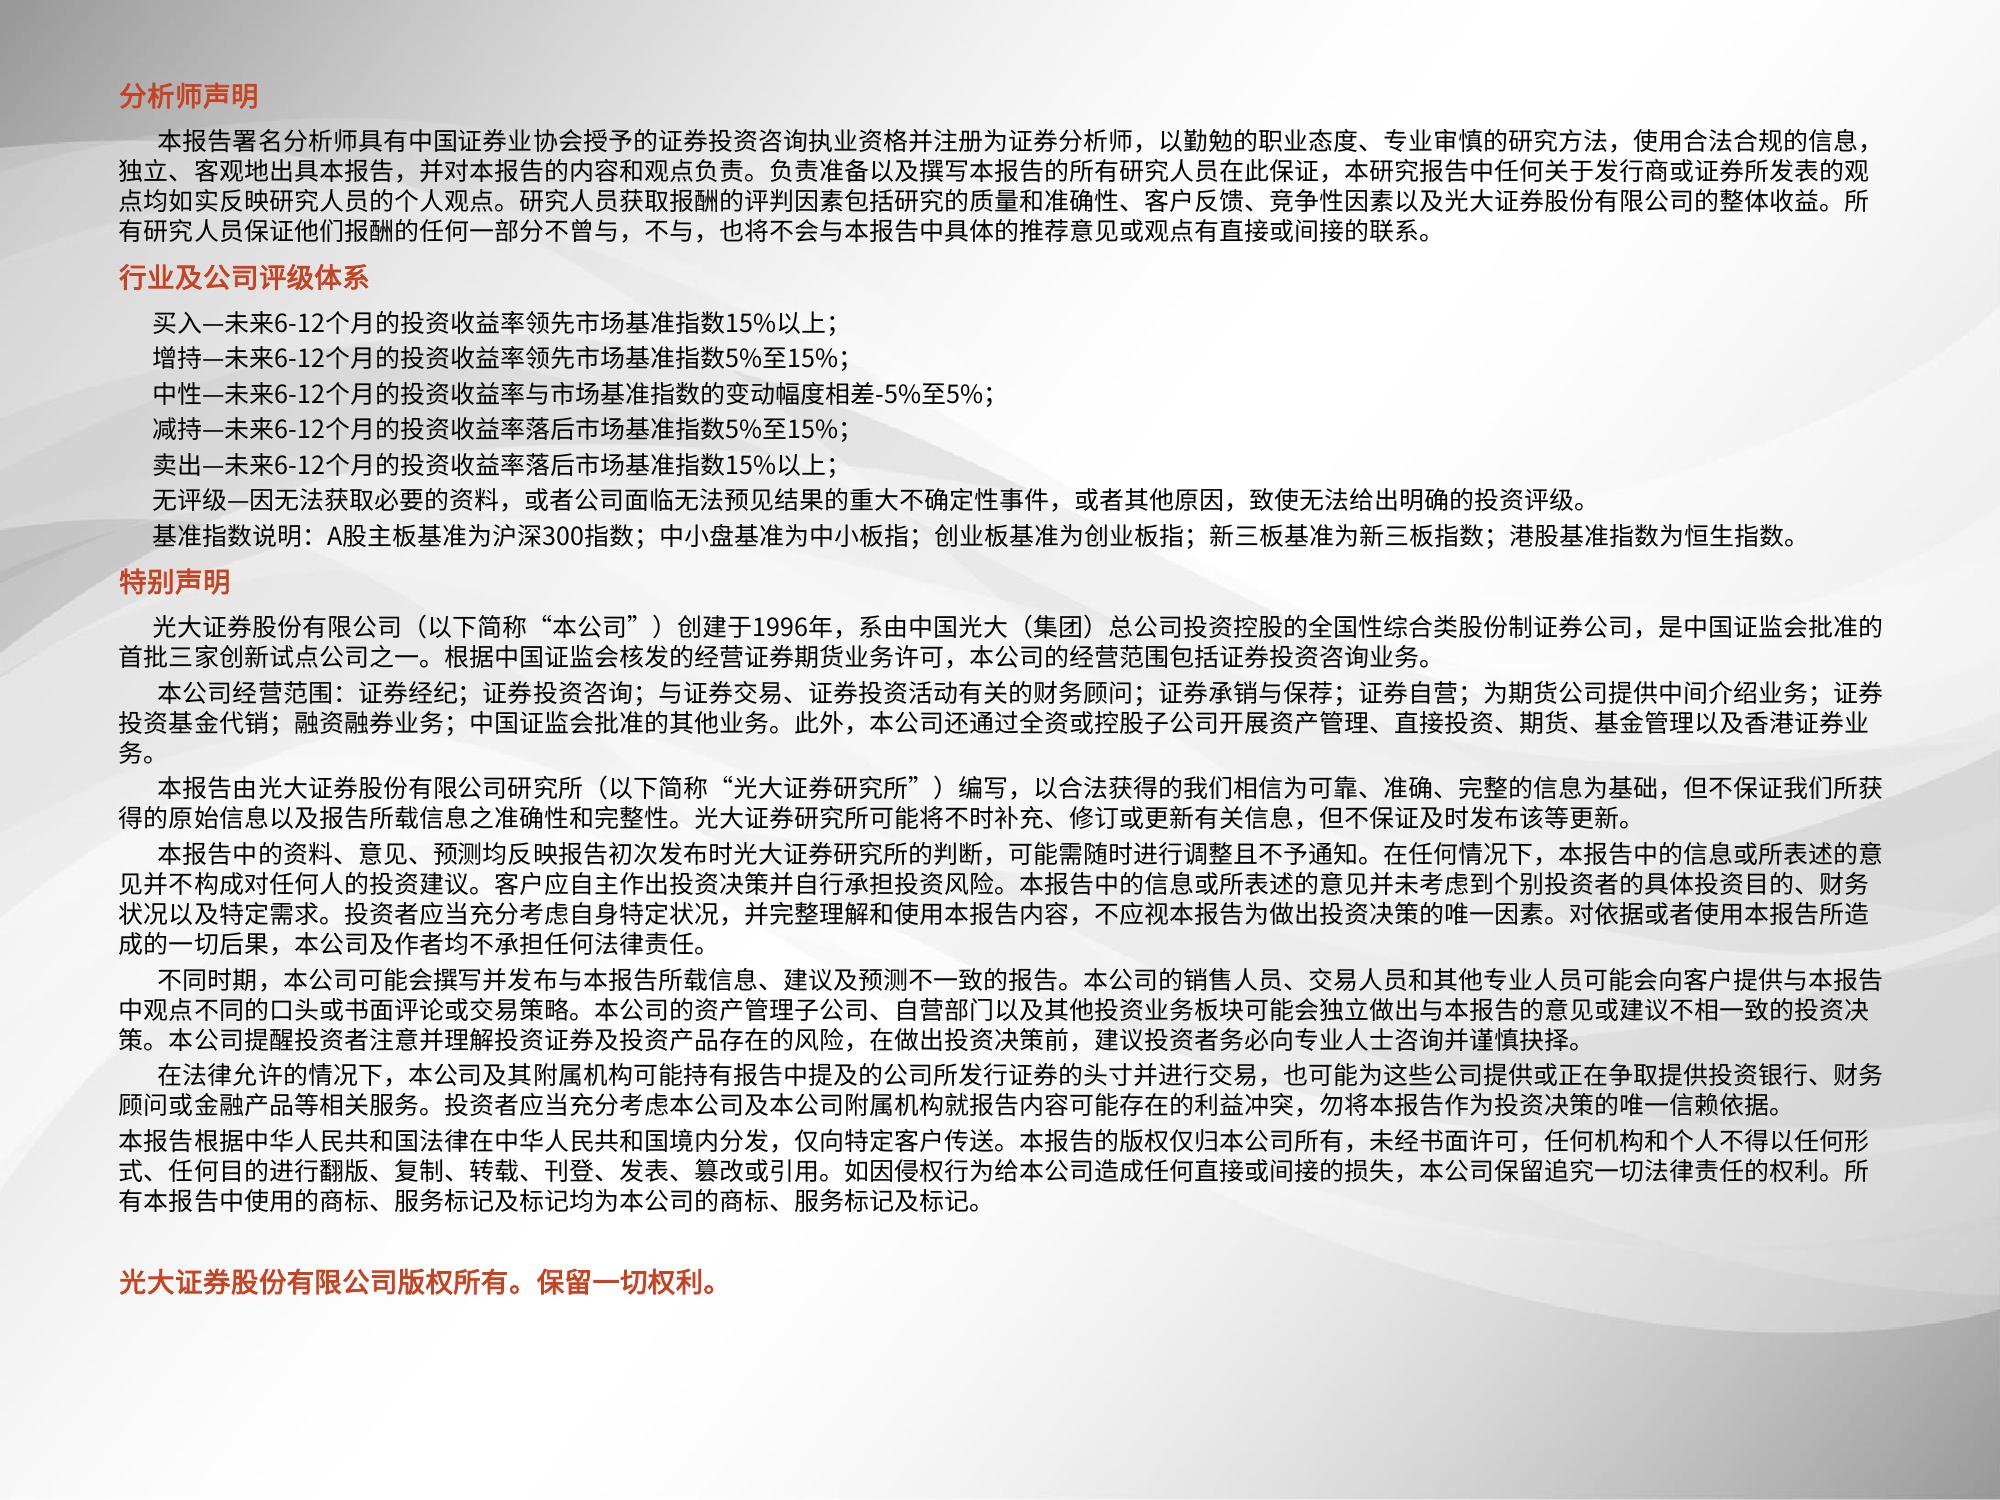 分析师声明
本报告署名分析师具有中国证券业协会授予的证券投资咨询执业资格并注册为证券分析师，以勤勉的职业态度、专业审慎的研究方法，使用合法合规的信息，
独立、客观地出具本报告，并对本报告的内容和观点负责。负责准备以及撰写本报告的所有研究人员在此保证，本研究报告中任何关于发行商或证券所发表的观
点均如实反映研究人员的个人观点。研究人员获取报酬的评判因素包括研究的质量和准确性、客户反馈、竞争性因素以及光大证券股份有限公司的整体收益。所
有研究人员保证他们报酬的任何一部分不曾与，不与，也将不会与本报告中具体的推荐意见或观点有直接或间接的联系。
行业及公司评级体系
买入—未来6-12个月的投资收益率领先市场基准指数15%以上；
增持—未来6-12个月的投资收益率领先市场基准指数5%至15%；
中性—未来6-12个月的投资收益率与市场基准指数的变动幅度相差-5%至5%；
减持—未来6-12个月的投资收益率落后市场基准指数5%至15%；
卖出—未来6-12个月的投资收益率落后市场基准指数15%以上；
无评级—因无法获取必要的资料，或者公司面临无法预见结果的重大不确定性事件，或者其他原因，致使无法给出明确的投资评级。
基准指数说明：A股主板基准为沪深300指数；中小盘基准为中小板指；创业板基准为创业板指；新三板基准为新三板指数；港股基准指数为恒生指数。
特别声明
光大证券股份有限公司（以下简称“本公司”）创建于1996年，系由中国光大（集团）总公司投资控股的全国性综合类股份制证券公司，是中国证监会批准的
首批三家创新试点公司之一。根据中国证监会核发的经营证券期货业务许可，本公司的经营范围包括证券投资咨询业务。
本公司经营范围：证券经纪；证券投资咨询；与证券交易、证券投资活动有关的财务顾问；证券承销与保荐；证券自营；为期货公司提供中间介绍业务；证券
投资基金代销；融资融券业务；中国证监会批准的其他业务。此外，本公司还通过全资或控股子公司开展资产管理、直接投资、期货、基金管理以及香港证券业
务。
本报告由光大证券股份有限公司研究所（以下简称“光大证券研究所”）编写，以合法获得的我们相信为可靠、准确、完整的信息为基础，但不保证我们所获
得的原始信息以及报告所载信息之准确性和完整性。光大证券研究所可能将不时补充、修订或更新有关信息，但不保证及时发布该等更新。
本报告中的资料、意见、预测均反映报告初次发布时光大证券研究所的判断，可能需随时进行调整且不予通知。在任何情况下，本报告中的信息或所表述的意
见并不构成对任何人的投资建议。客户应自主作出投资决策并自行承担投资风险。本报告中的信息或所表述的意见并未考虑到个别投资者的具体投资目的、财务
状况以及特定需求。投资者应当充分考虑自身特定状况，并完整理解和使用本报告内容，不应视本报告为做出投资决策的唯一因素。对依据或者使用本报告所造
成的一切后果，本公司及作者均不承担任何法律责任。
不同时期，本公司可能会撰写并发布与本报告所载信息、建议及预测不一致的报告。本公司的销售人员、交易人员和其他专业人员可能会向客户提供与本报告
中观点不同的口头或书面评论或交易策略。本公司的资产管理子公司、自营部门以及其他投资业务板块可能会独立做出与本报告的意见或建议不相一致的投资决
策。本公司提醒投资者注意并理解投资证券及投资产品存在的风险，在做出投资决策前，建议投资者务必向专业人士咨询并谨慎抉择。
在法律允许的情况下，本公司及其附属机构可能持有报告中提及的公司所发行证券的头寸并进行交易，也可能为这些公司提供或正在争取提供投资银行、财务
顾问或金融产品等相关服务。投资者应当充分考虑本公司及本公司附属机构就报告内容可能存在的利益冲突，勿将本报告作为投资决策的唯一信赖依据。
本报告根据中华人民共和国法律在中华人民共和国境内分发，仅向特定客户传送。本报告的版权仅归本公司所有，未经书面许可，任何机构和个人不得以任何形
式、任何目的进行翻版、复制、转载、刊登、发表、篡改或引用。如因侵权行为给本公司造成任何直接或间接的损失，本公司保留追究一切法律责任的权利。所
有本报告中使用的商标、服务标记及标记均为本公司的商标、服务标记及标记。
光大证券股份有限公司版权所有。保留一切权利。